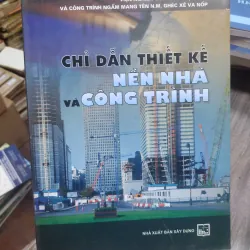 VÀ CÔNG TRÌNH NGẦM MANG TÊN N.M. GHEC XÊ VA NỐP
CHỈ DẪN THIẾT KẾ
NỀN NHÀ
VÀ CÔNG TRÌNH
NHÀ XUẤT BẢN XÂY DỰNG